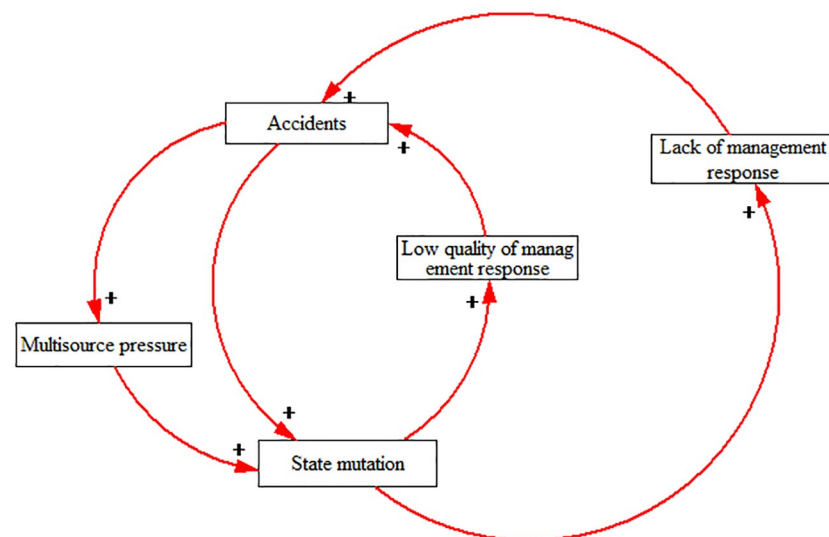 +
Accidents
+
Lack of management
response
+
Low quality of manag
ement response
+
+
Multisource pressure
+
+
State mutation